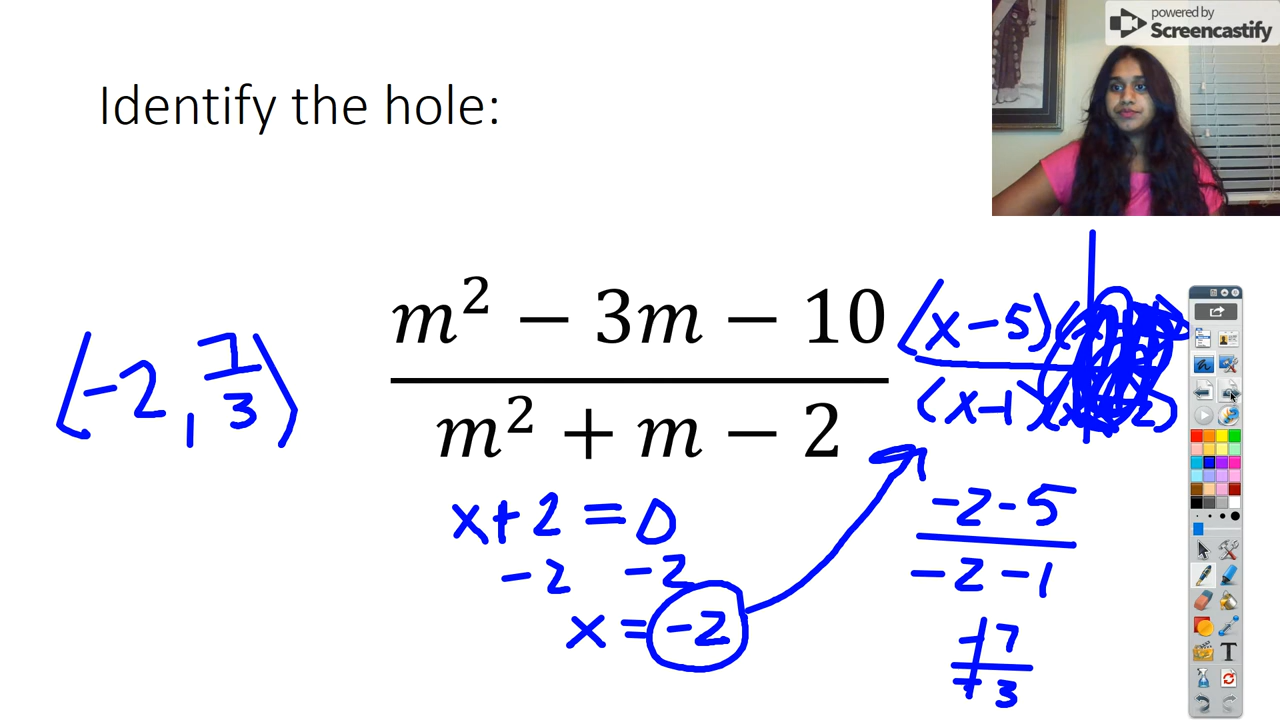 powered by
Screencastify
Identify the hole:
m² − 3m − 10
m² + m − 2
(x-5)(
(x-1)(x+2)
(-2, 7/3)
x+2=0
-2 -2
x=-2
-2-5
-2-1
-7
-3
T